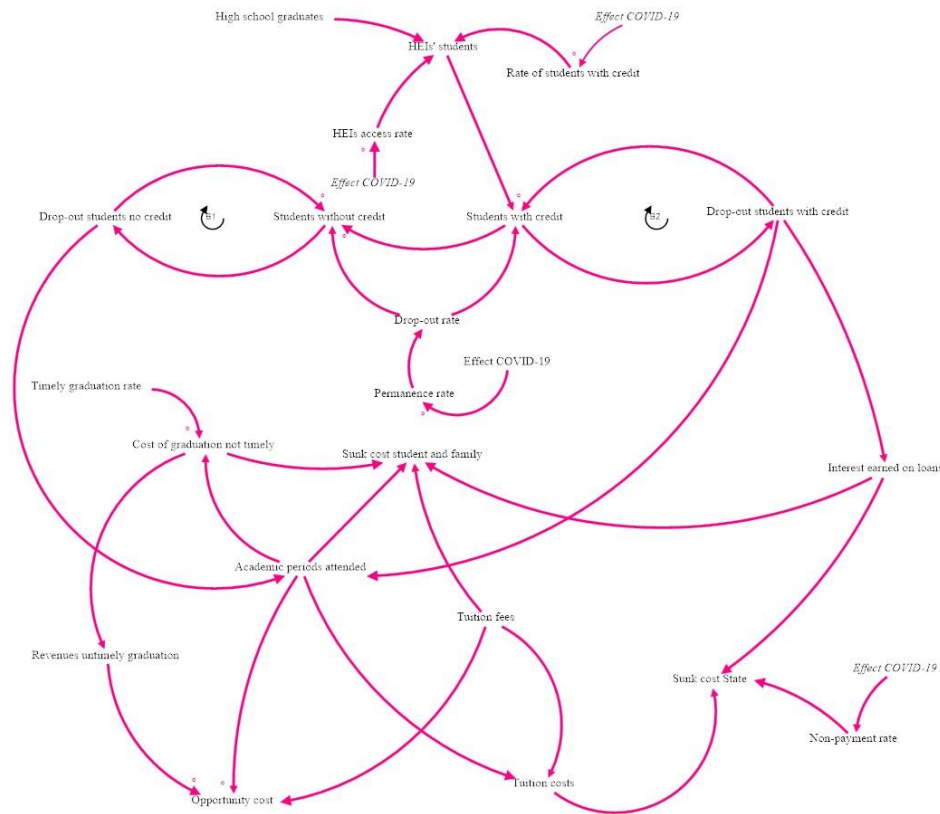 High school graduates
Effect COVID-19
HEIs' students
Rate of students with credit
HEIs access rate
Effect COVID-19
Drop-out students no credit
B1
Students without credit
Students with credit
B2
Drop-out students with credit
Drop-out rate
Effect COVID-19
Timely graduation rate
Permanence rate
Cost of graduation not timely
Sunk cost student and family
Interest earned on loans
Academic periods attended
Tuition fees
Revenues untimely graduation
Sunk cost State
Effect COVID-19
Non-payment rate
Tuition costs
Opportunity cost